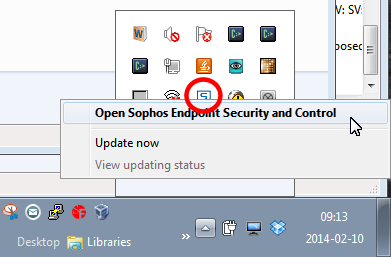 V: SV:
posed
Open Sophos Endpoint Security and Control
Update now
View updating status
Desktop
Libraries
»
09:13
2014-02-10